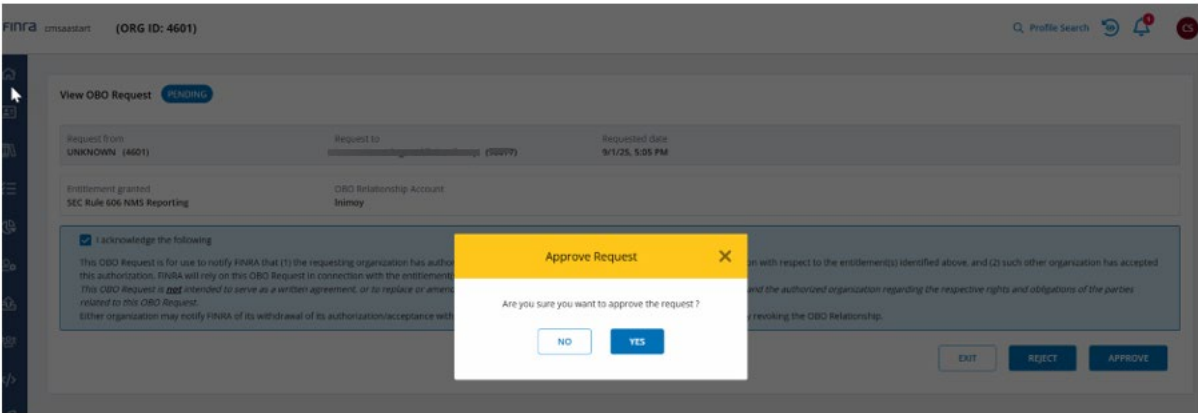 FINRA cmsaastart (ORG ID: 4601)
Profile Search
CS
View OBO Request PENDING
Request from Request to Requested date
UNKNOWN (4601) 9/1/25, 5:05 PM
Entitlement granted OBO Relationship Account
SEC Rule 606 NMS Reporting lnimoy
I acknowledge the following
This OBO Request is for use to notify FINRA that (1) the requesting organization has author on with respect to the entitlement(s) identified above, and (2) such other organization has accepted
this authorization. FINRA will rely on this OBO Request in connection with the entitlement(
This OBO Request is not intended to serve as a written agreement, or to replace or amend and the authorized organization regarding the respective rights and obligations of the parties
related to this OBO Request.
Either organization may notify FINRA of its withdrawal of its authorization/acceptance with y revoking the OBO Relationship.
Approve Request
Are you sure you want to approve the request ?
NO YES
EXIT REJECT APPROVE